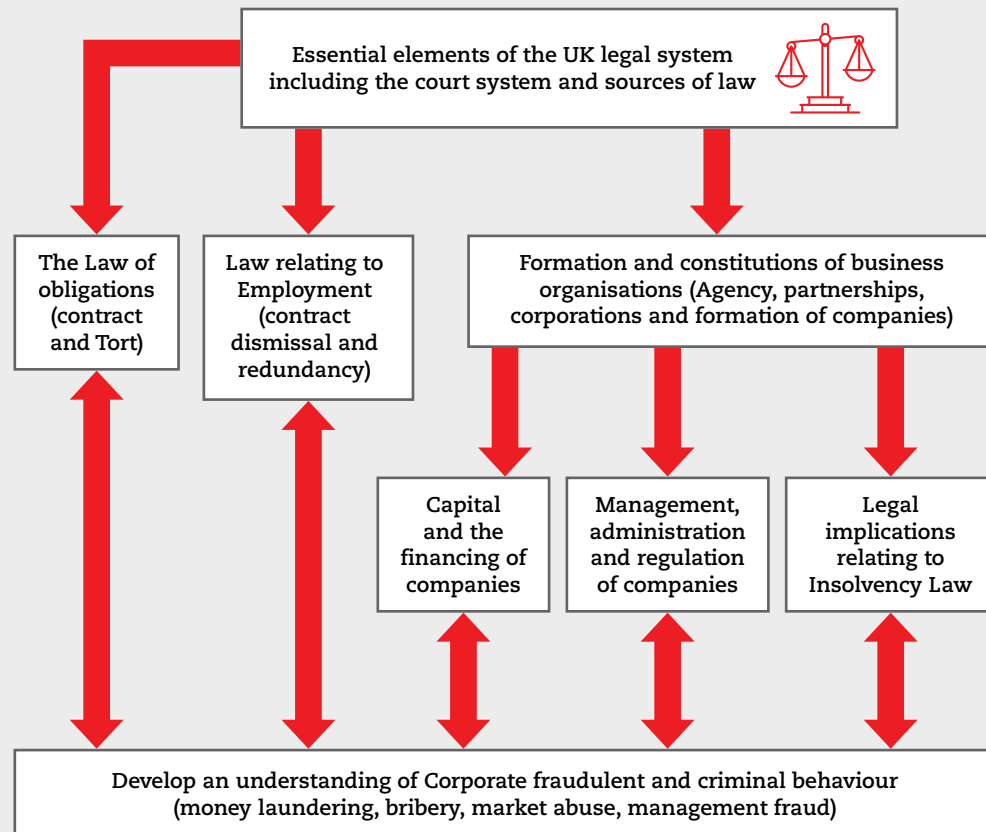 Essential elements of the UK legal system
including the court system and sources of law
The Law of
obligations
(contract
and Tort)
Law relating to
Employment
(contract
dismissal and
redundancy)
Formation and constitutions of business
organisations (Agency, partnerships,
corporations and formation of companies)
Capital
and the
financing of
companies
Management,
administration
and regulation
of companies
Legal
implications
relating to
Insolvency Law
Develop an understanding of Corporate fraudulent and criminal behaviour
(money laundering, bribery, market abuse, management fraud)